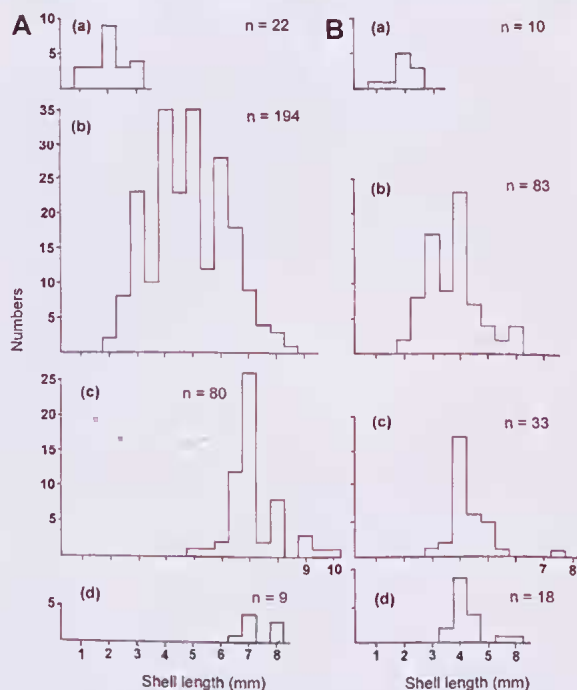 A
(a)
n = 22
10
5
(b)
n = 194
35
30
25
20
15
10
5
Numbers
(c)
n = 80
25
20
15
10
5
9 10
(d)
n = 9
5
1 2 3 4 5 6 7 8
Shell length (mm)
B
(a)
n = 10
(b)
n = 83
(c)
n = 33
7 8
(d)
n = 18
1 2 3 4 5 6
Shell length (mm)